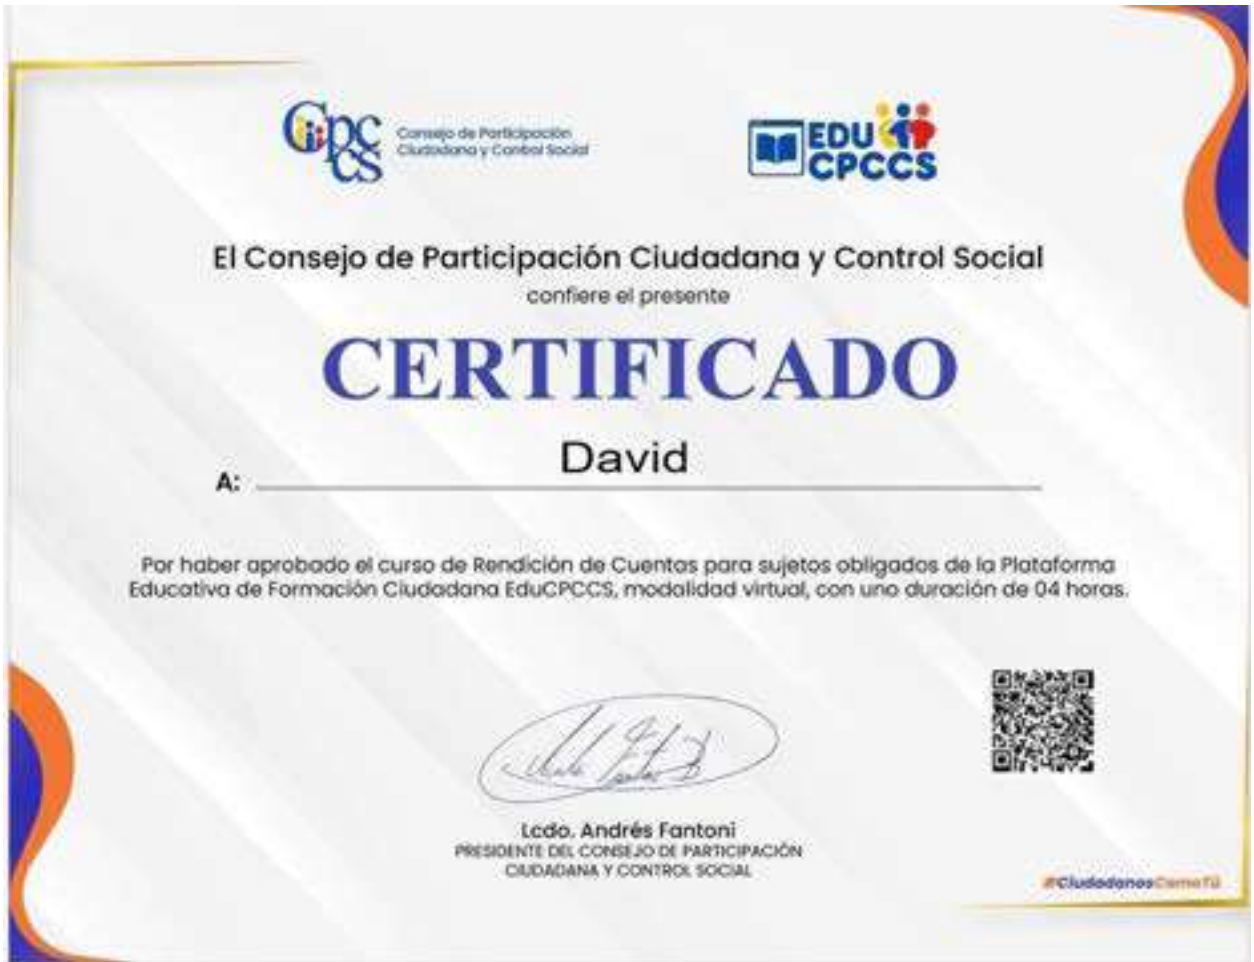 CPCCS
Consejo de Participación
Ciudadana y Control Social
EDU
CPCCS
El Consejo de Participación Ciudadana y Control Social
confiere el presente
CERTIFICADO
A: David
Por haber aprobado el curso de Rendición de Cuentas para sujetos obligados de la Plataforma
Educativa de Formación Ciudadana EduCPCCS, modalidad virtual, con una duración de 04 horas.
Lcdo. Andrés Fantoni
PRESIDENTE DEL CONSEJO DE PARTICIPACIÓN
CIUDADANA Y CONTROL SOCIAL
#CiudadanosComoTú